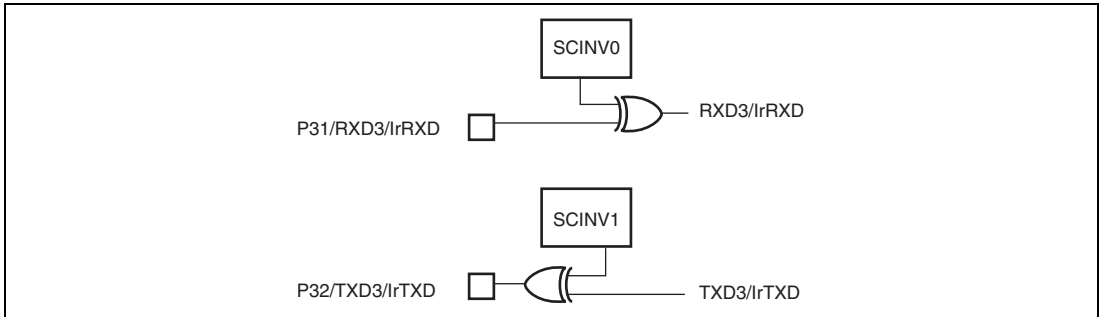 SCINV0
RXD3/IrRXD
P31/RXD3/IrRXD
SCINV1
P32/TXD3/IrTXD
TXD3/IrTXD